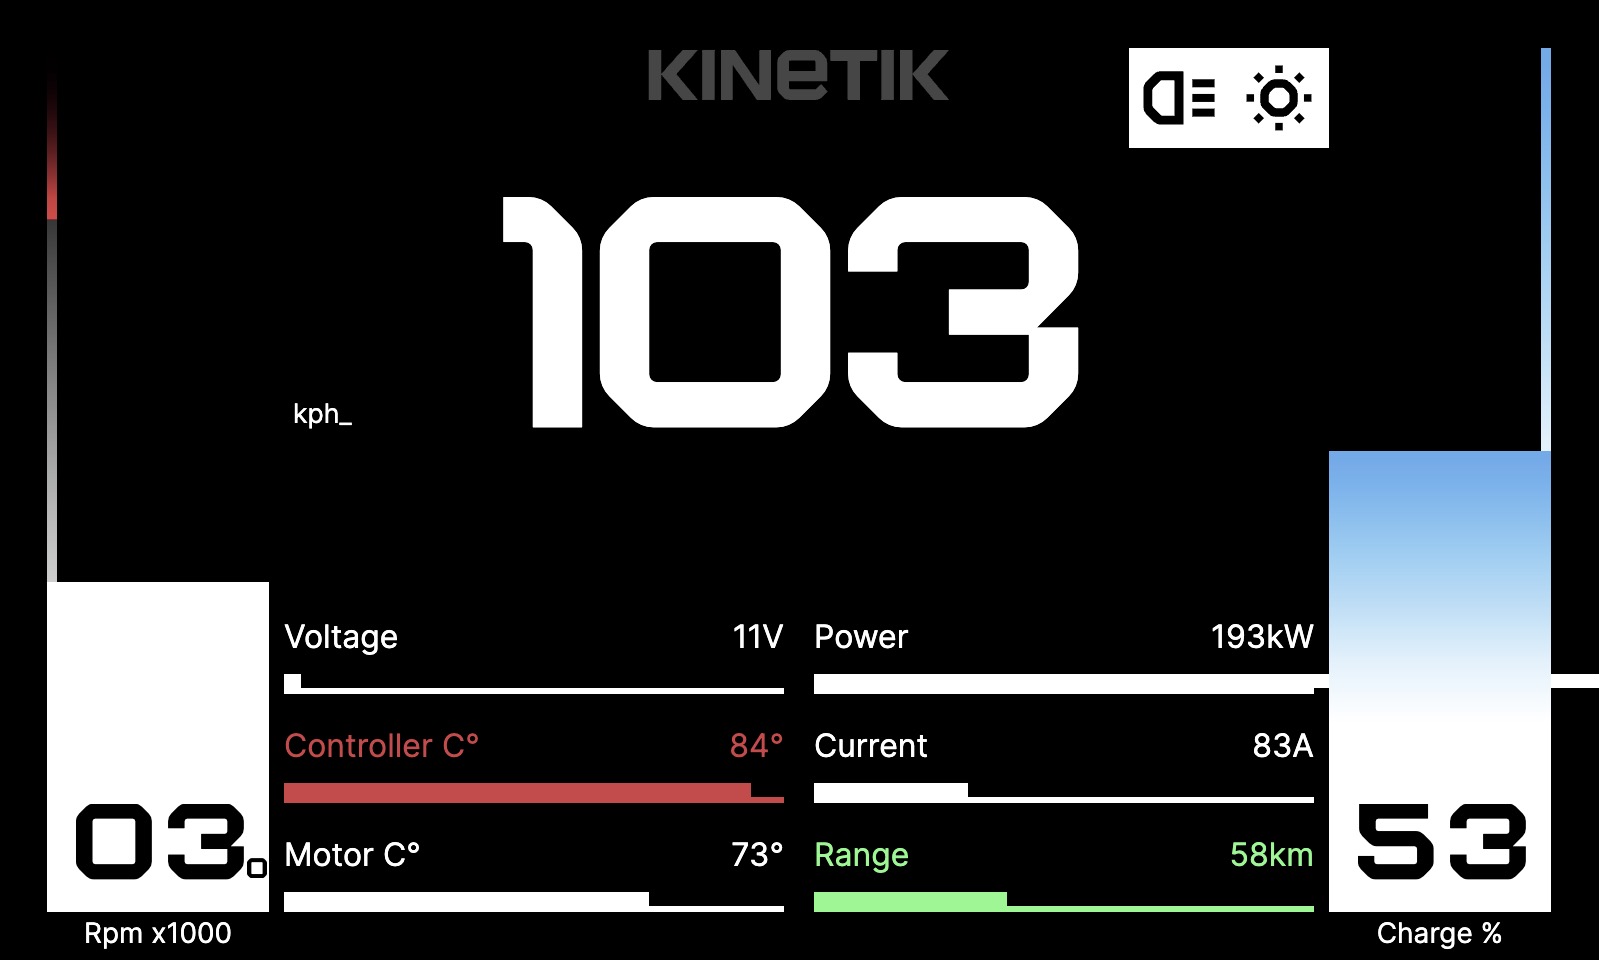 KINETIK
103
kph_
Voltage 11V
Power 193kW
Controller C° 84°
Current 83A
Motor C° 73°
Range 58km
03.0
53
Rpm x1000
Charge %